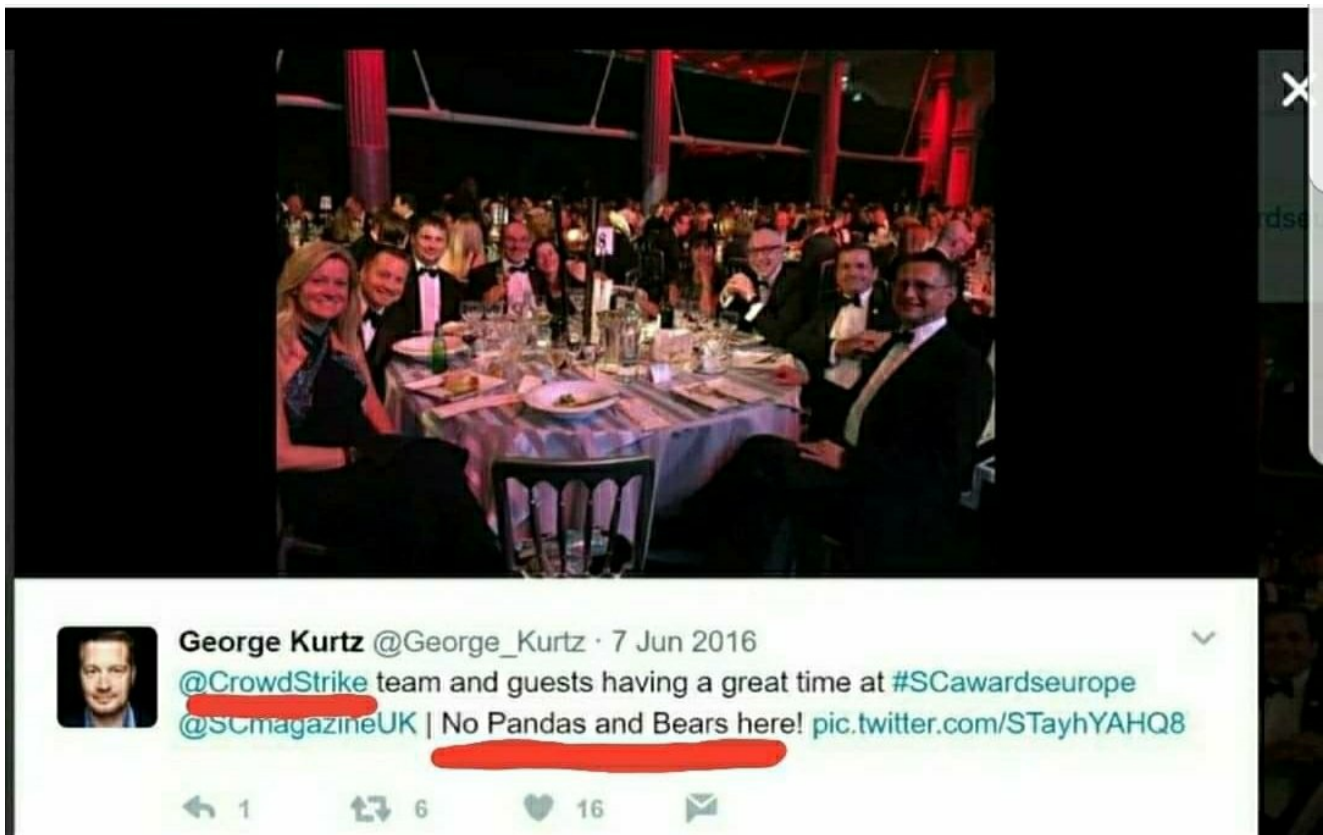 George Kurtz @George_Kurtz · 7 Jun 2016
@CrowdStrike team and guests having a great time at #SCawardseurope
@SCmagazineUK | No Pandas and Bears here! pic.twitter.com/STayhYAHQ8
1 6 16